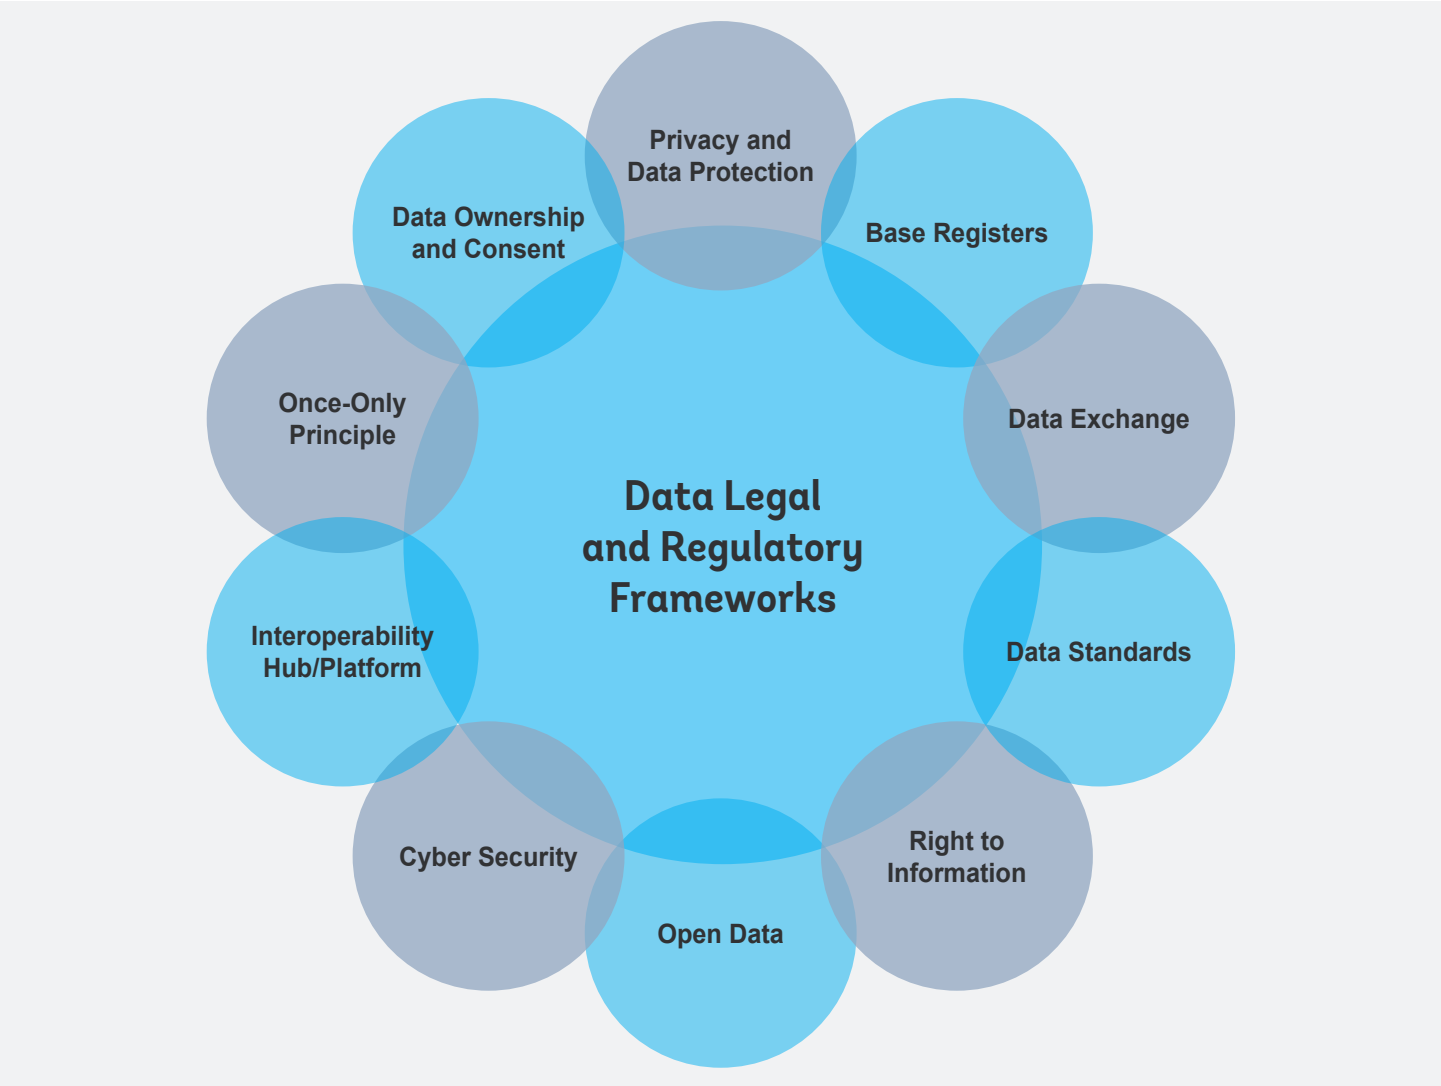 Privacy and
Data Protection
Data Ownership
and Consent
Base Registers
Once-Only
Principle
Data Exchange
Data Legal
and Regulatory
Frameworks
Interoperability
Hub/Platform
Data Standards
Cyber Security
Right to
Information
Open Data